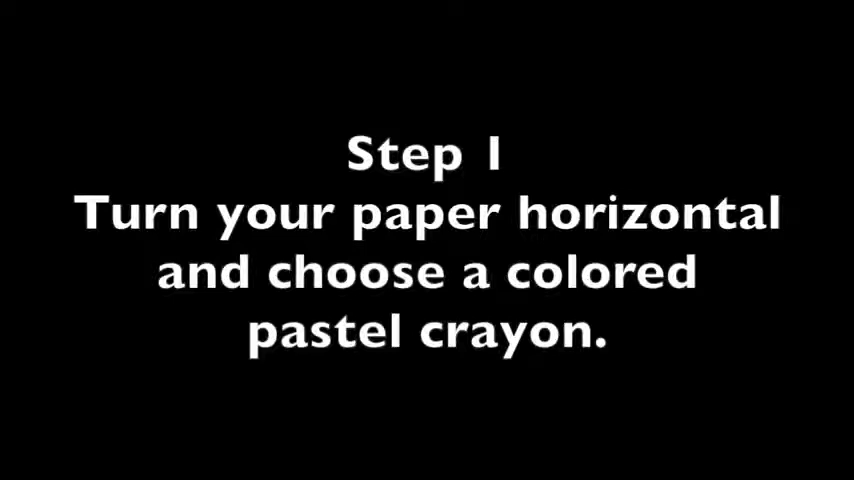 Step 1
Turn your paper horizontal
and choose a colored
pastel crayon.